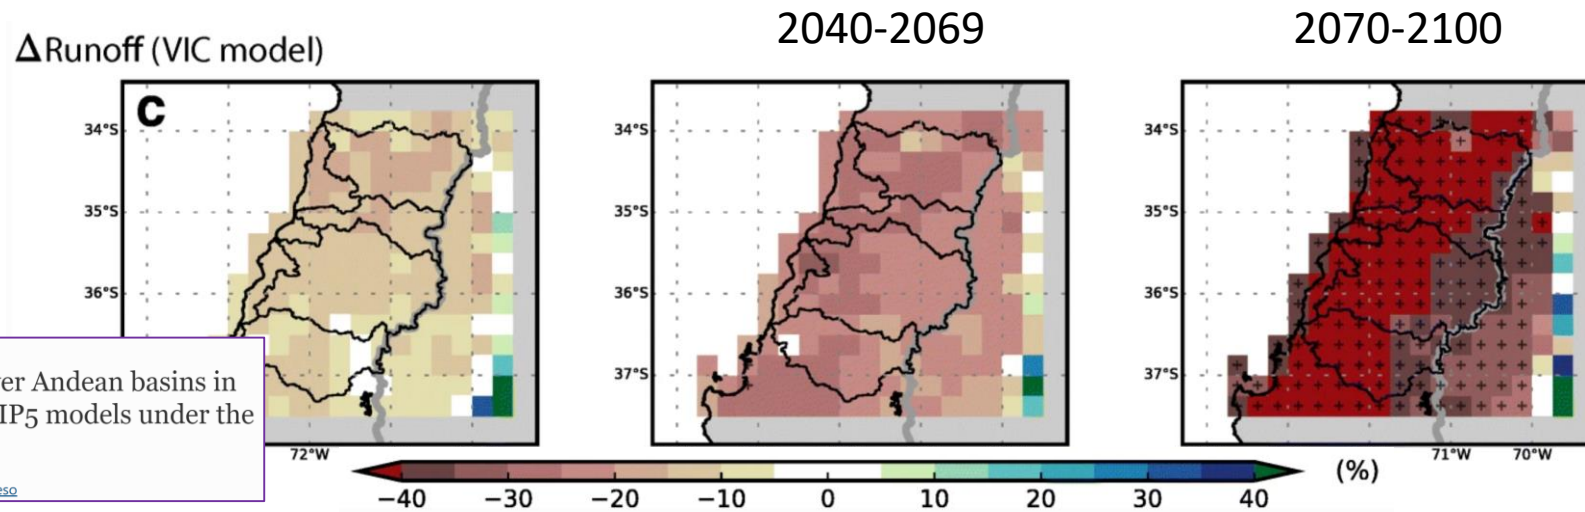 2040-2069
2070-2100
ΔRunoff (VIC model)
c
34°S
35°S
36°S
34°S
35°S
36°S
37°S
34°S
35°S
36°S
37°S
er Andean basins in
IP5 models under the
eso
72°W
71°W 70°W
(%)
−40 −30 −20 −10 0 10 20 30 40